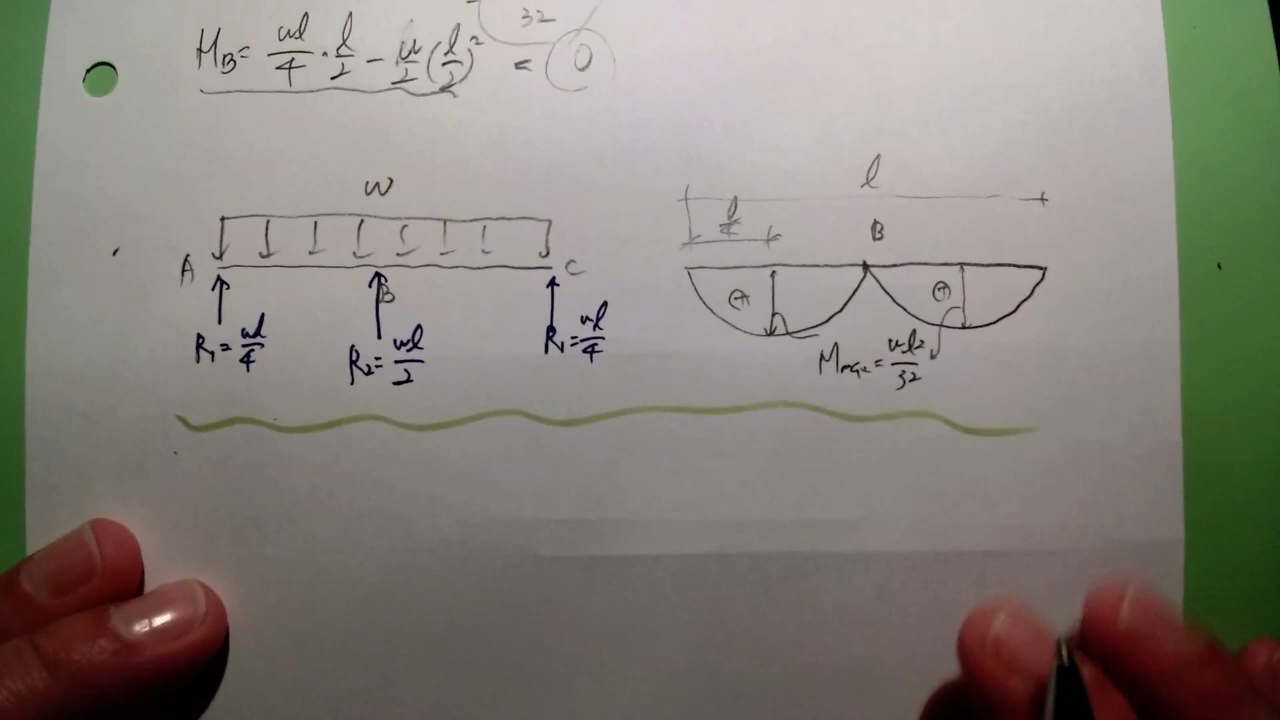 32
M_B = wl/4 · l/2 − w/2 (l/2)² = 0
w
A B C
R₁ = wl/4
R₂ = wl/2
R₁ = wl/4
l
l/4
B
⊕ ⊕
M_max = wl²/32